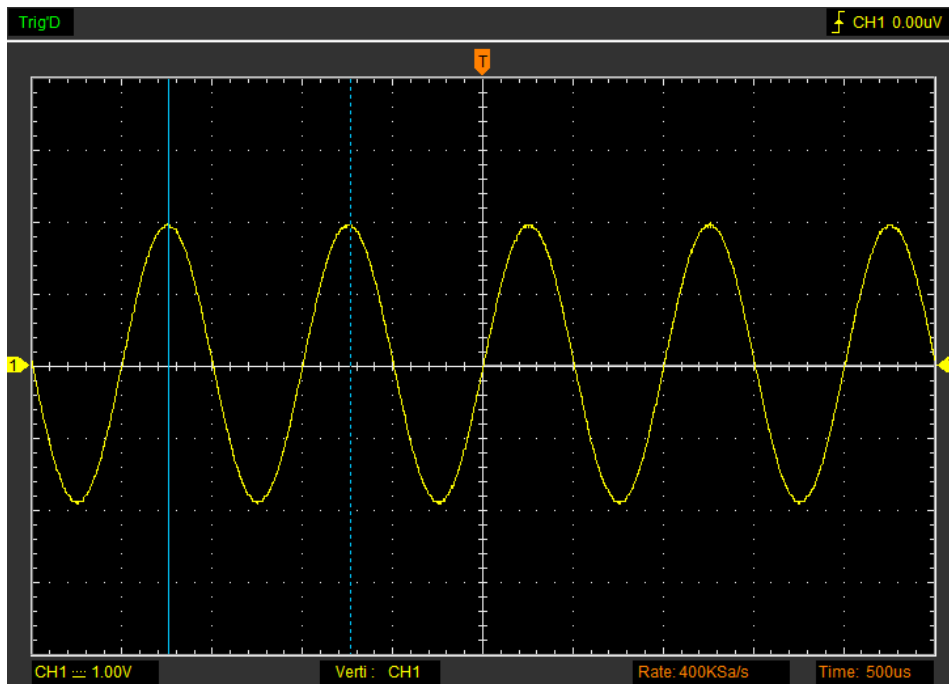 Trig'D
CH1 0.00uV
T
1
CH1 1.00V
Verti : CH1
Rate: 400KSa/s
Time: 500us